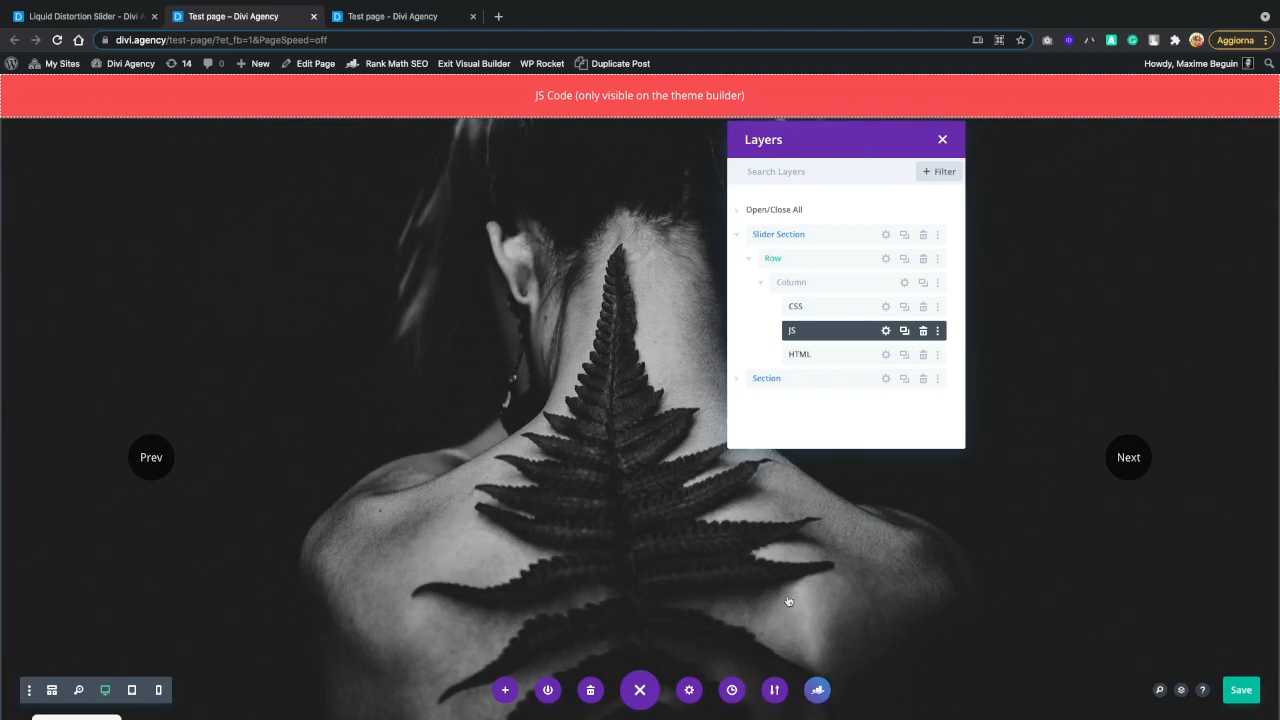 Liquid Distortion Slider - Divi A
Test page – Divi Agency
Test page - Divi Agency
divi.agency/test-page/?et_fb=1&PageSpeed=off
Aggiorna
My Sites
Divi Agency
14
0
New
Edit Page
Rank Math SEO
Exit Visual Builder
WP Rocket
Duplicate Post
Howdy, Maxime Beguin
JS Code (only visible on the theme builder)
Layers
Search Layers
+ Filter
Open/Close All
Slider Section
Row
Column
CSS
JS
HTML
Section
Prev
Next
Save